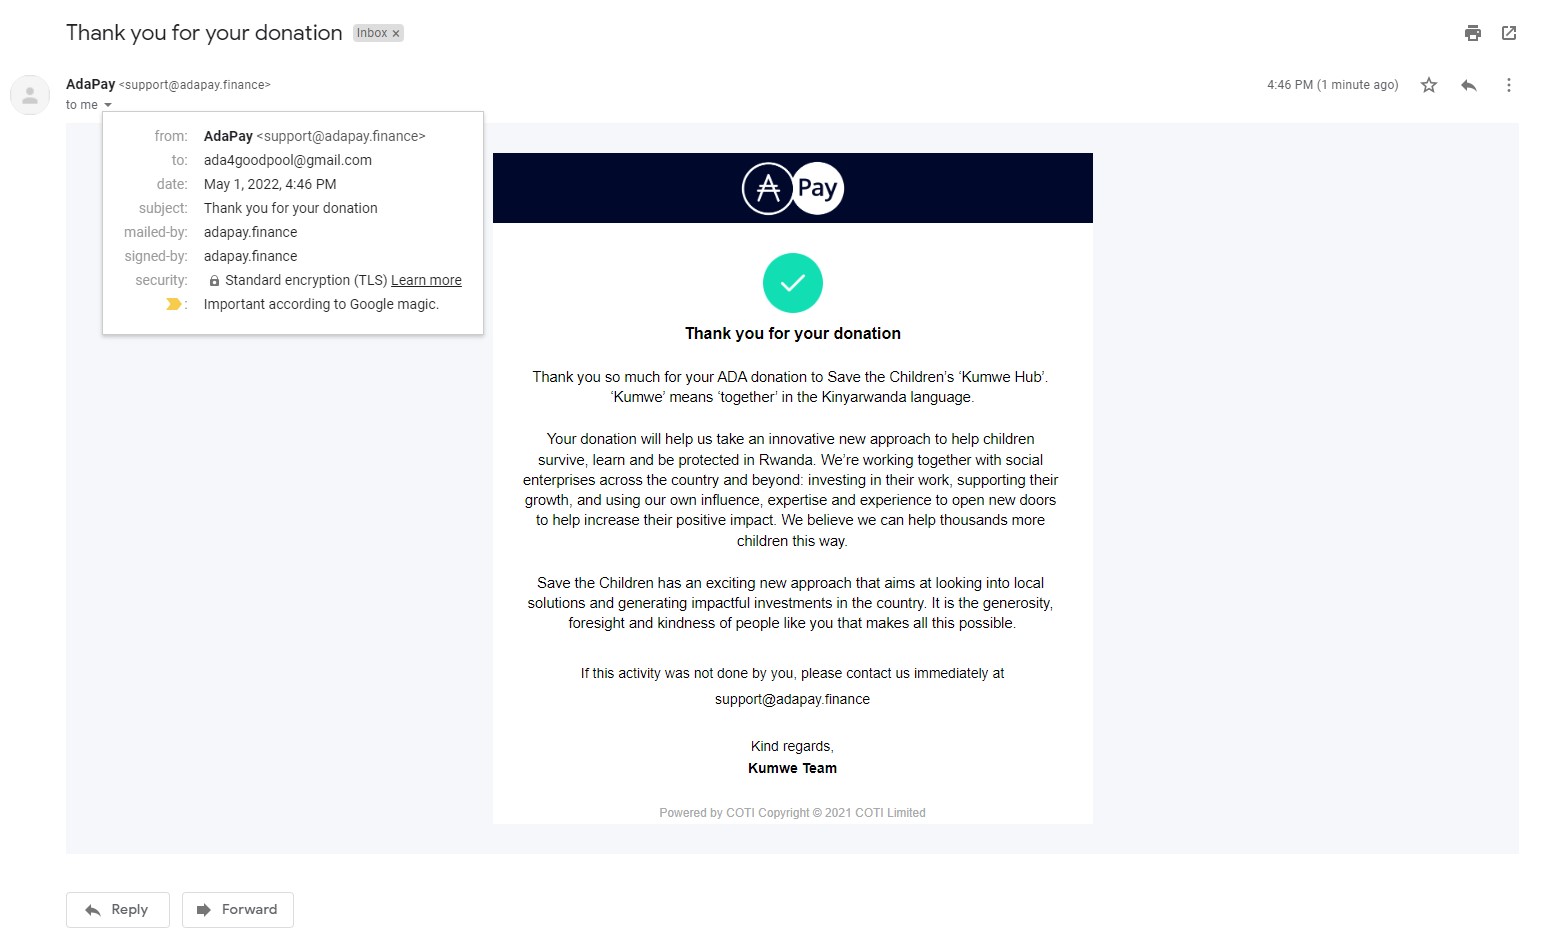 Thank you for your donation Inbox ×
AdaPay <support@adapay.finance>
4:46 PM (1 minute ago)
to me
from: AdaPay <support@adapay.finance>
to: ada4goodpool@gmail.com
date: May 1, 2022, 4:46 PM
subject: Thank you for your donation
mailed-by: adapay.finance
signed-by: adapay.finance
security: Standard encryption (TLS) Learn more
: Important according to Google magic.
Pay
Thank you for your donation
Thank you so much for your ADA donation to Save the Children’s ‘Kumwe Hub’.
‘Kumwe’ means ‘together’ in the Kinyarwanda language.
Your donation will help us take an innovative new approach to help children
survive, learn and be protected in Rwanda. We’re working together with social
enterprises across the country and beyond: investing in their work, supporting their
growth, and using our own influence, expertise and experience to open new doors
to help increase their positive impact. We believe we can help thousands more
children this way.
Save the Children has an exciting new approach that aims at looking into local
solutions and generating impactful investments in the country. It is the generosity,
foresight and kindness of people like you that makes all this possible.
If this activity was not done by you, please contact us immediately at
support@adapay.finance
Kind regards,
Kumwe Team
Powered by COTI Copyright © 2021 COTI Limited
Reply
Forward